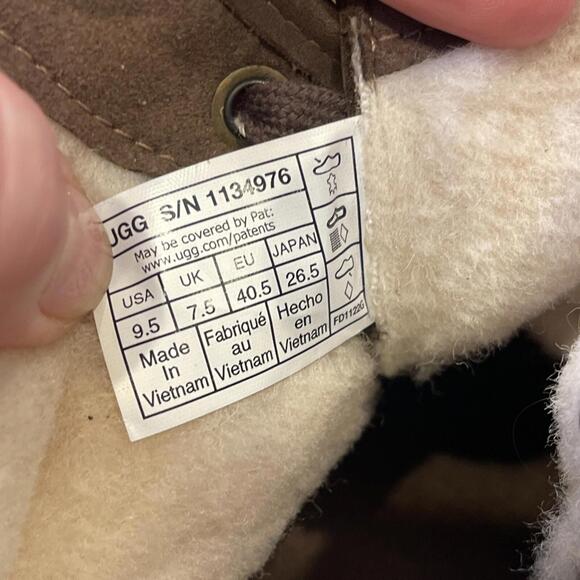 UGG S/N 1134976
May be covered by Pat:
www.ugg.com/patents
USA UK EU JAPAN
9.5 7.5 40.5 26.5
Made In Vietnam
Fabriqué au Vietnam
Hecho en Vietnam
FD1122G